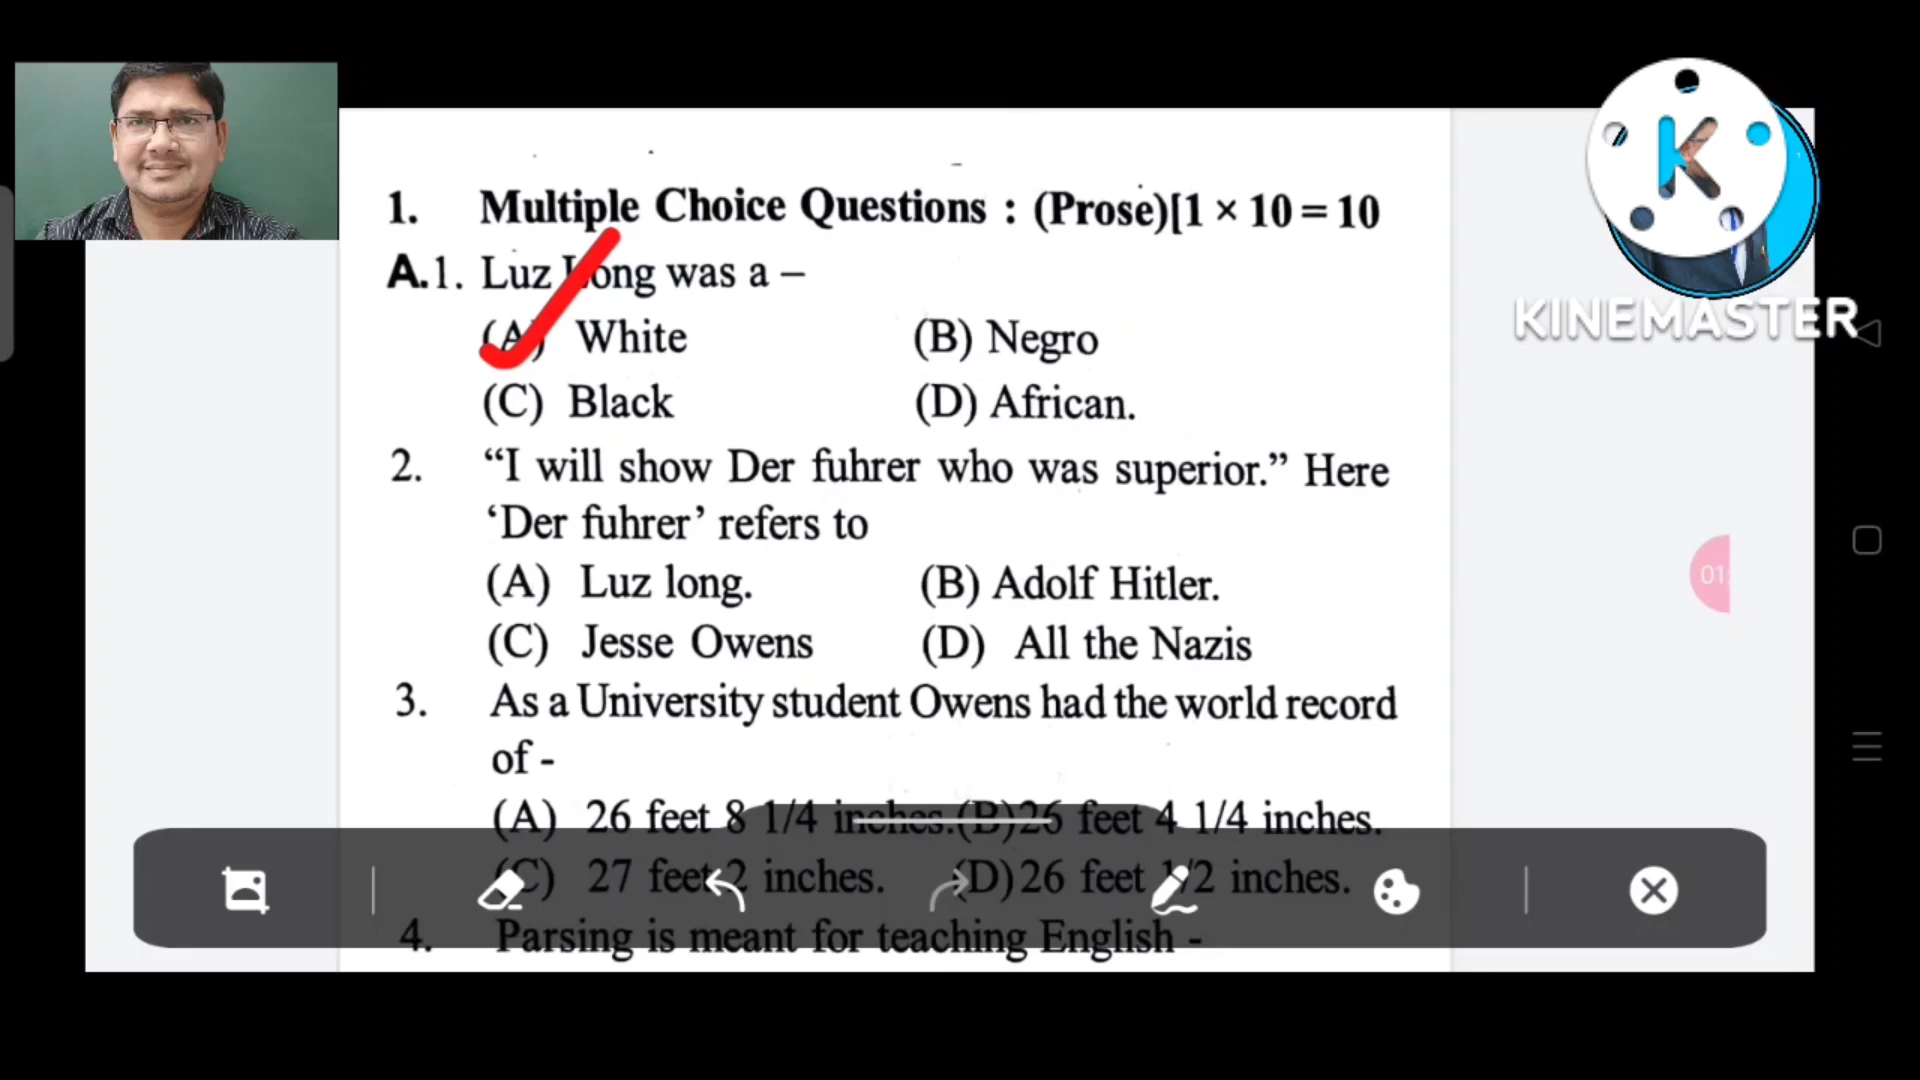 1. Multiple Choice Questions : (Prose)[1 × 10 = 10
A.1. Luz Long was a –
(A) White (B) Negro
(C) Black (D) African.
2. “I will show Der fuhrer who was superior.” Here
‘Der fuhrer’ refers to
(A) Luz long. (B) Adolf Hitler.
(C) Jesse Owens (D) All the Nazis
3. As a University student Owens had the world record
of -
(A) 26 feet 8 1/4 inches.(B)26 feet 4 1/4 inches.
(C) 27 feet 2 inches. (D)26 feet 1/2 inches.
4. Parsing is meant for teaching English -
K
KINEMASTER
01